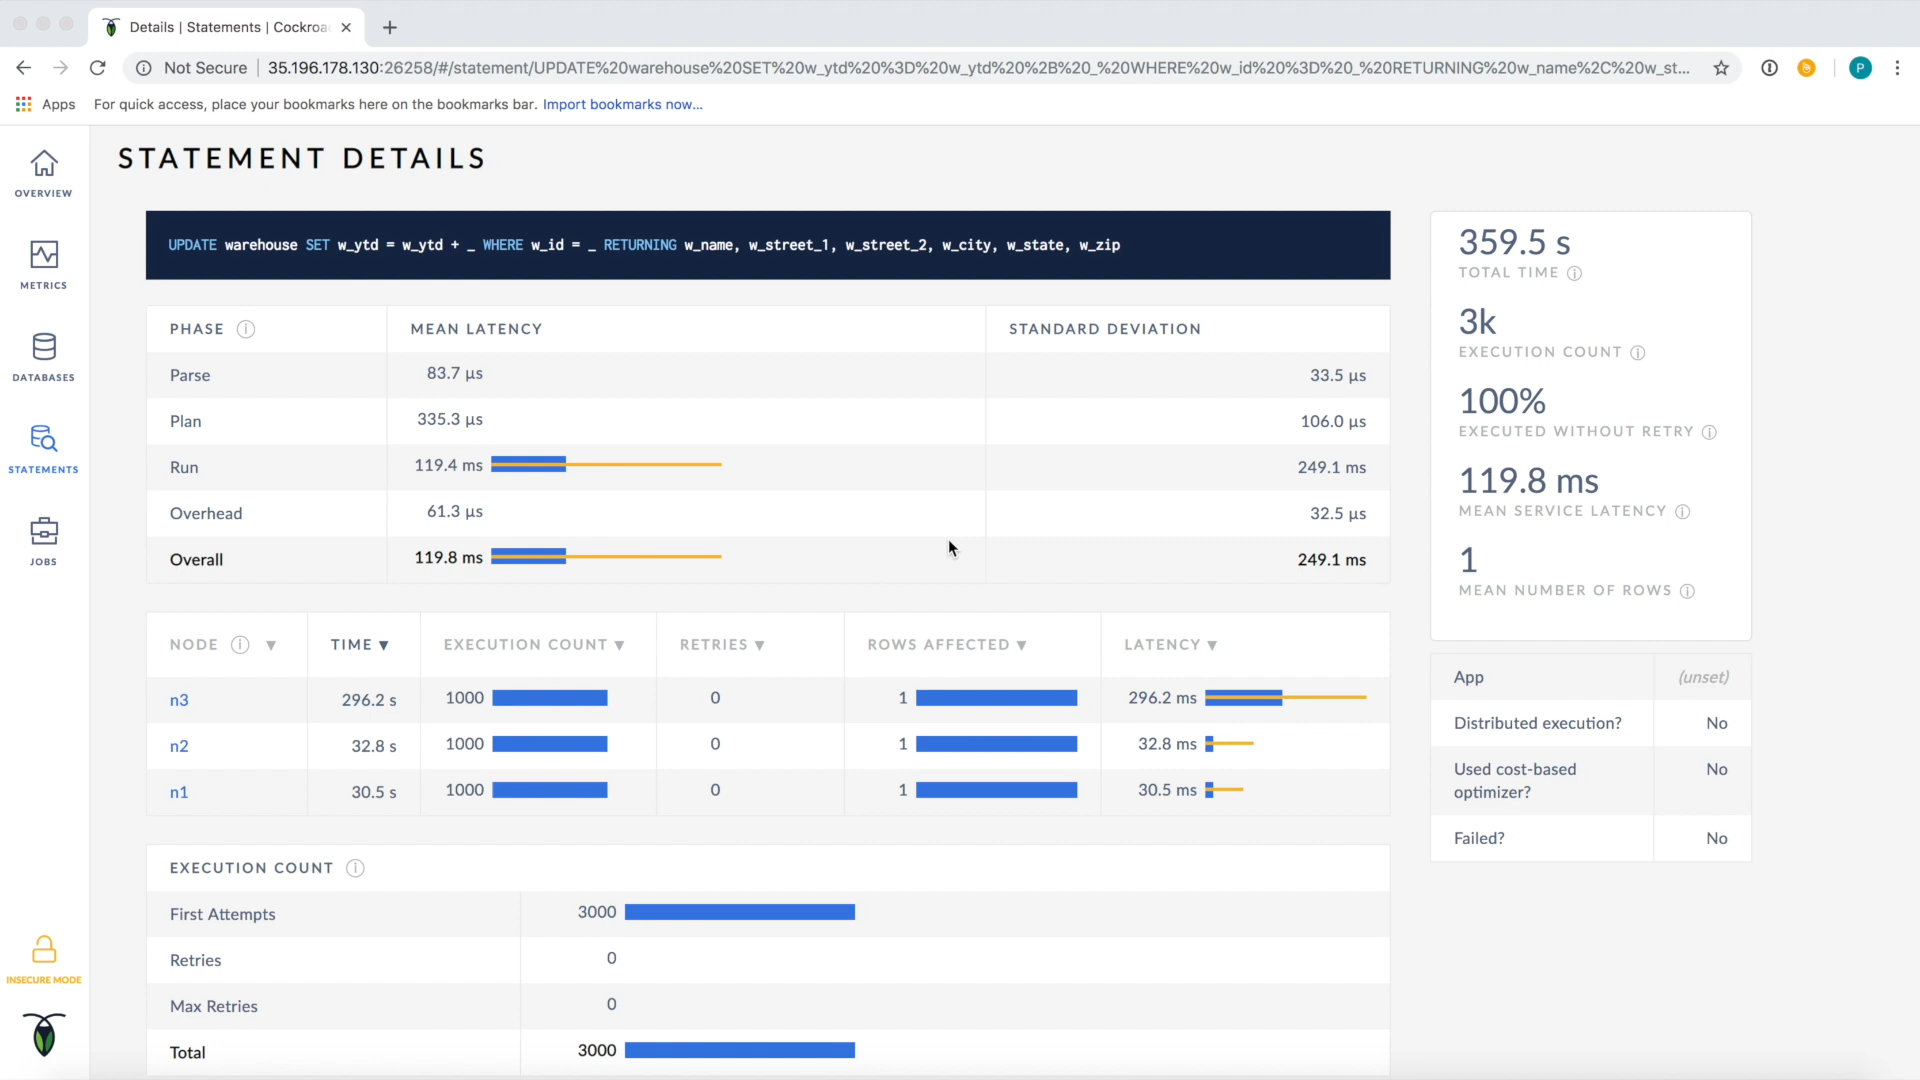 Details | Statements | Cockroa
Not Secure | 35.196.178.130:26258/#/statement/UPDATE%20warehouse%20SET%20w_ytd%20%3D%20w_ytd%20%2B%20_%20WHERE%20w_id%20%3D%20_%20RETURNING%20w_name%2C%20w_st...
P
Apps For quick access, place your bookmarks here on the bookmarks bar. Import bookmarks now...
OVERVIEW
METRICS
DATABASES
STATEMENTS
JOBS
INSECURE MODE
STATEMENT DETAILS
UPDATE warehouse SET w_ytd = w_ytd + _ WHERE w_id = _ RETURNING w_name, w_street_1, w_street_2, w_city, w_state, w_zip
PHASE MEAN LATENCY STANDARD DEVIATION
Parse 83.7 µs 33.5 µs
Plan 335.3 µs 106.0 µs
Run 119.4 ms 249.1 ms
Overhead 61.3 µs 32.5 µs
Overall 119.8 ms 249.1 ms
NODE ▼ TIME ▼ EXECUTION COUNT ▼ RETRIES ▼ ROWS AFFECTED ▼ LATENCY ▼
n3 296.2 s 1000 0 1 296.2 ms
n2 32.8 s 1000 0 1 32.8 ms
n1 30.5 s 1000 0 1 30.5 ms
EXECUTION COUNT
First Attempts 3000
Retries 0
Max Retries 0
Total 3000
359.5 s
TOTAL TIME
3k
EXECUTION COUNT
100%
EXECUTED WITHOUT RETRY
119.8 ms
MEAN SERVICE LATENCY
1
MEAN NUMBER OF ROWS
App (unset)
Distributed execution? No
Used cost-based No
optimizer?
Failed? No